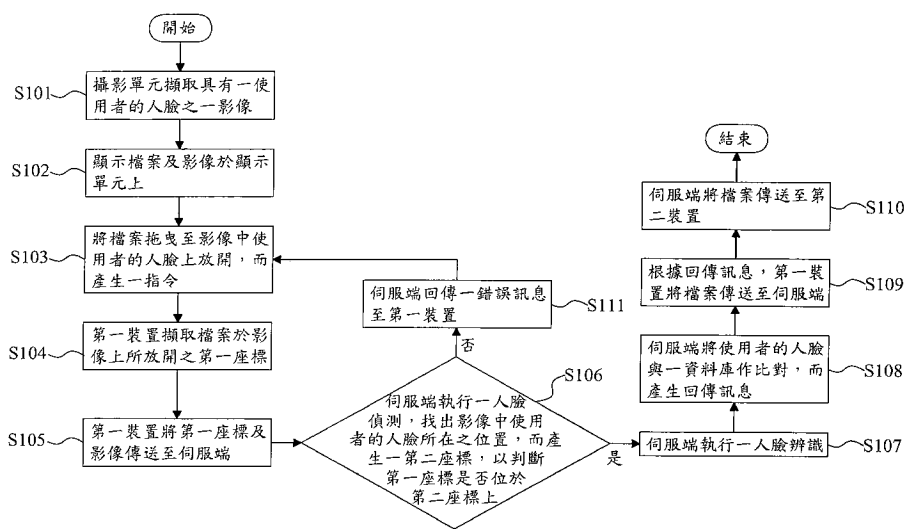 開始
S101
攝影單元擷取具有一使
用者的人臉之一影像
S102
顯示檔案及影像於顯示
單元上
S103
將檔案拖曳至影像中使
用者的人臉上放開，而
產生一指令
S104
第一裝置擷取檔案於影
像上所放開之第一座標
S105
第一裝置將第一座標及
影像傳送至伺服端
S106
伺服端執行一人臉
偵測，找出影像中使用
者的人臉所在之位置，而產
生一第二座標，以判斷
第一座標是否位於
第二座標上
否
伺服端回傳一錯誤訊息
至第一裝置
S111
是
伺服端執行一人臉辨識
S107
伺服端將使用者的人臉
與一資料庫作比對，而
產生回傳訊息
S108
根據回傳訊息，第一裝
置將檔案傳送至伺服端
S109
伺服端將檔案傳送至第
二裝置
S110
結束